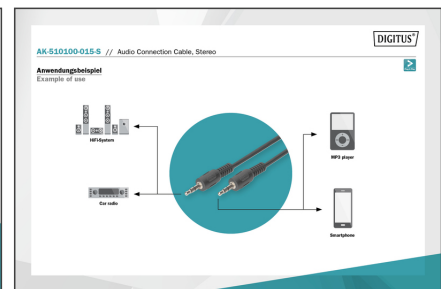 DIGITUS®
AK-510100-015-S // Audio Connection Cable, Stereo
Anwendungsbeispiel
Example of use
HiFi-System
MP3 player
Car radio
Smartphone